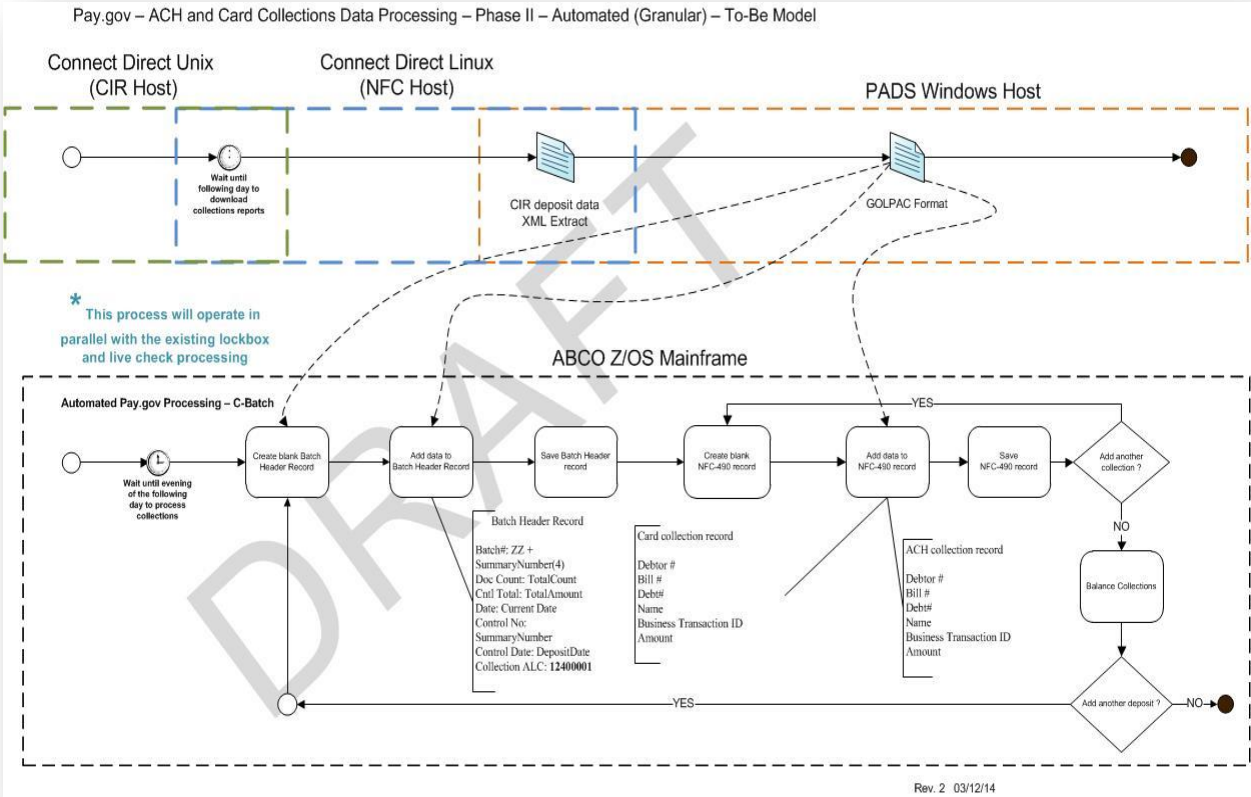 Pay.gov – ACH and Card Collections Data Processing – Phase II – Automated (Granular) – To-Be Model
Connect Direct Unix
(CIR Host)
Connect Direct Linux
(NFC Host)
PADS Windows Host
Wait until
following day to
download
collections reports
CIR deposit data
XML Extract
GOLPAC Format
* This process will operate in
parallel with the existing lockbox
and live check processing
DRAFT
ABCO Z/OS Mainframe
Automated Pay.gov Processing – C-Batch
Wait until evening
of the following
day to process
collections
Create blank Batch
Header Record
Add data to
Batch Header Record
Save Batch Header
record
Create blank
NFC-490 record
Add data to
NFC-490 record
Save
NFC-490 record
YES
Add another
collection ?
NO
Balance Collections
Batch Header Record
Batch#: ZZ +
SummaryNumber(4)
Doc Count: TotalCount
Cntl Total: TotalAmount
Date: Current Date
Control No:
SummaryNumber
Control Date: DepositDate
Collection ALC: 12400001
Card collection record
Debtor #
Bill #
Debt#
Name
Business Transaction ID
Amount
ACH collection record
Debtor #
Bill #
Debt#
Name
Business Transaction ID
Amount
YES
Add another deposit ?
NO
Rev. 2 03/12/14